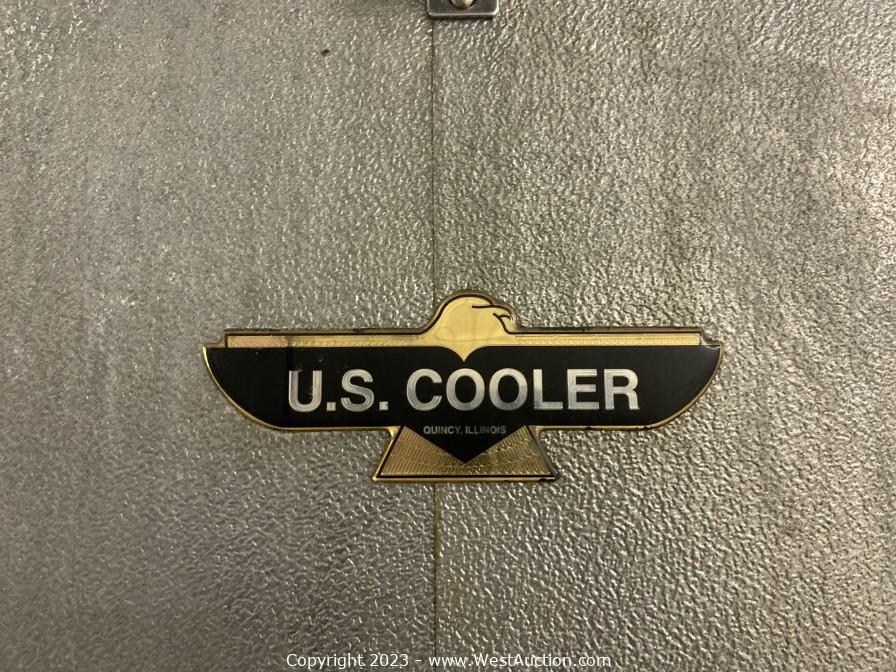 U.S. COOLER
QUINCY, ILLINOIS
Copyright 2023 - www.WestAuction.com